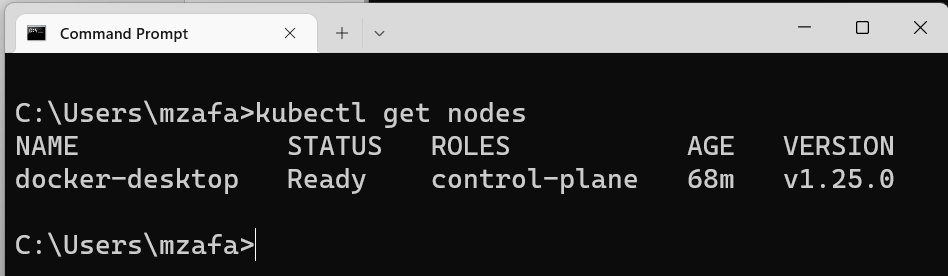 Command Prompt
C:\Users\mzafa>kubectl get nodes
NAME STATUS ROLES AGE VERSION
docker-desktop Ready control-plane 68m v1.25.0
C:\Users\mzafa>